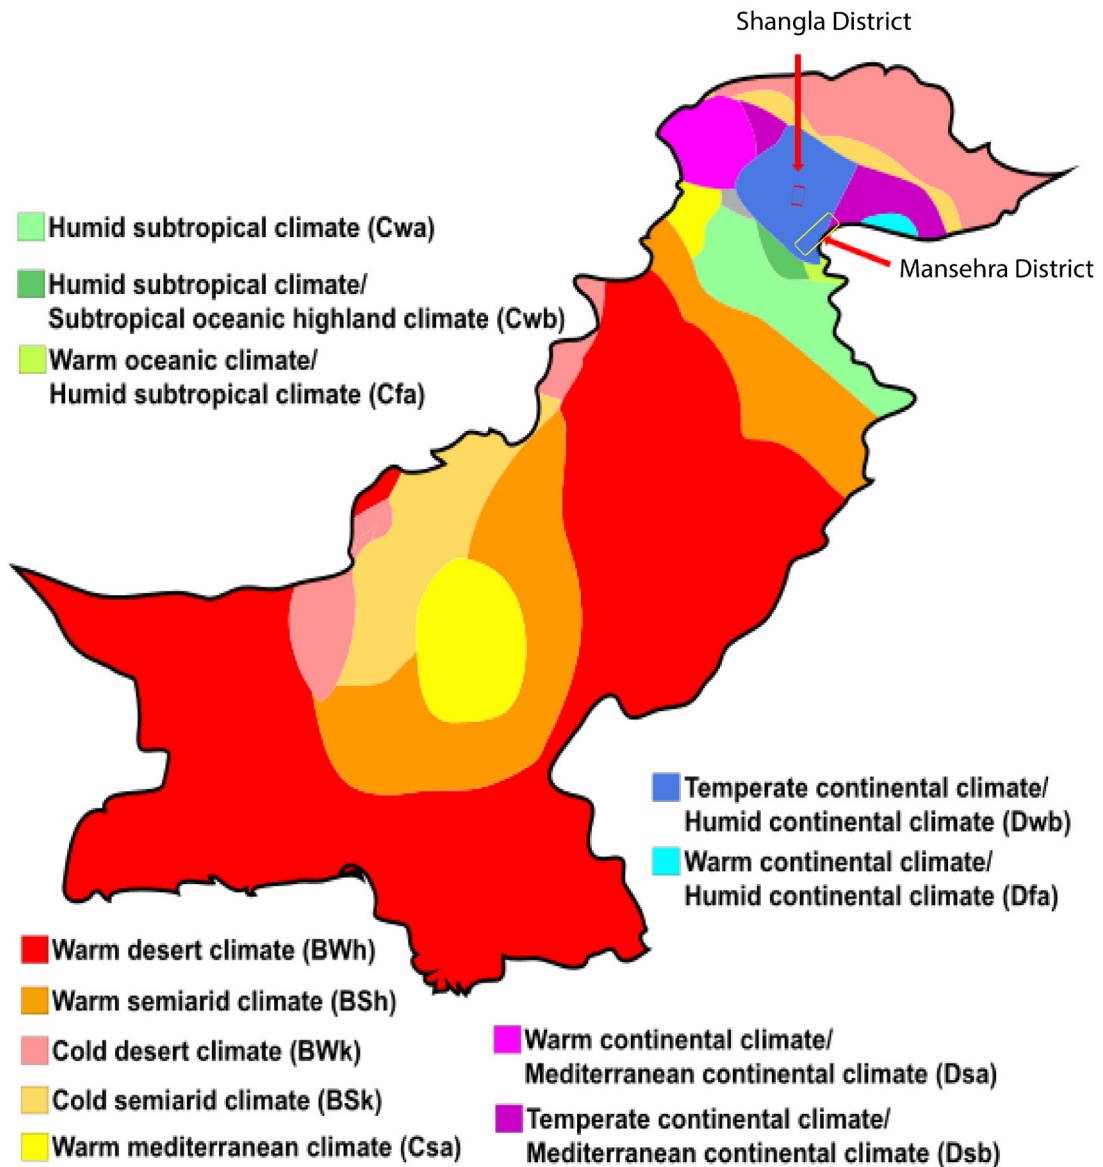 Shangla District
Mansehra District
Humid subtropical climate (Cwa)
Humid subtropical climate/
Subtropical oceanic highland climate (Cwb)
Warm oceanic climate/
Humid subtropical climate (Cfa)
Temperate continental climate/
Humid continental climate (Dwb)
Warm continental climate/
Humid continental climate (Dfa)
Warm desert climate (BWh)
Warm semiarid climate (BSh)
Cold desert climate (BWk)
Cold semiarid climate (BSk)
Warm mediterranean climate (Csa)
Warm continental climate/
Mediterranean continental climate (Dsa)
Temperate continental climate/
Mediterranean continental climate (Dsb)